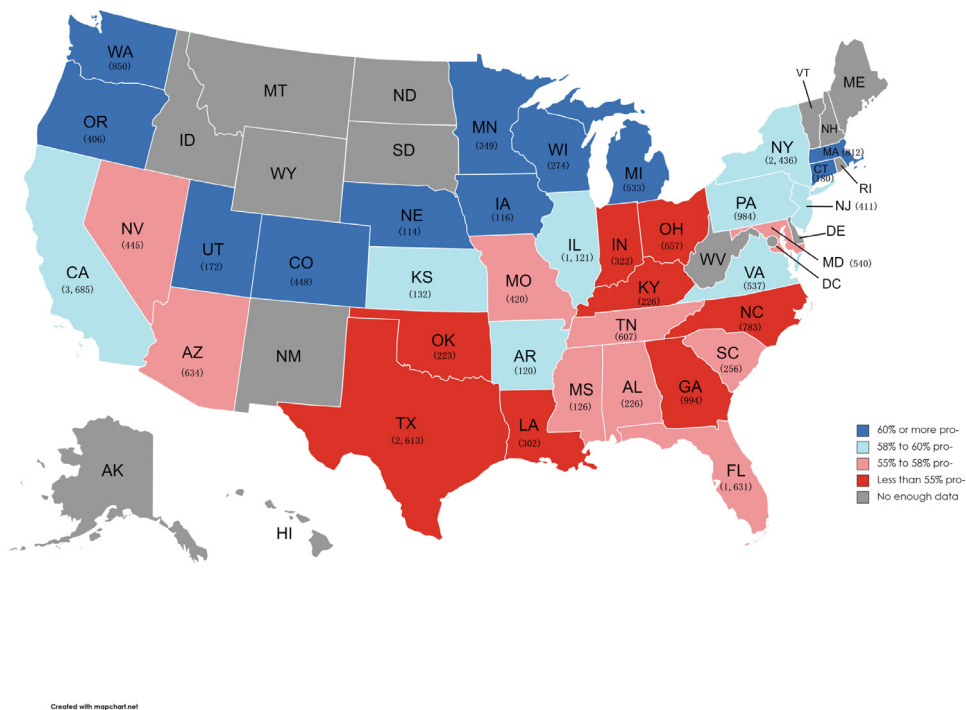 WA
(850)
OR
(406)
ID
MT
WY
ND
SD
MN
(349)
WI
(274)
MI
(533)
NE
(114)
IA
(116)
NV
(445)
UT
(172)
CO
(448)
KS
(132)
MO
(420)
IL
(1, 121)
IN
(322)
OH
(657)
KY
(226)
WV
VA
(537)
PA
(984)
NY
(2, 436)
VT
NH
ME
MA (812)
CT
(180)
RI
NJ (411)
DE
MD (540)
DC
CA
(3, 685)
AZ
(634)
NM
OK
(223)
AR
(120)
TN
(607)
NC
(783)
SC
(256)
MS
(126)
AL
(226)
GA
(994)
TX
(2, 613)
LA
(302)
FL
(1, 631)
AK
HI
60% or more pro-
58% to 60% pro-
55% to 58% pro-
Less than 55% pro-
No enough data
Created with mapchart.net